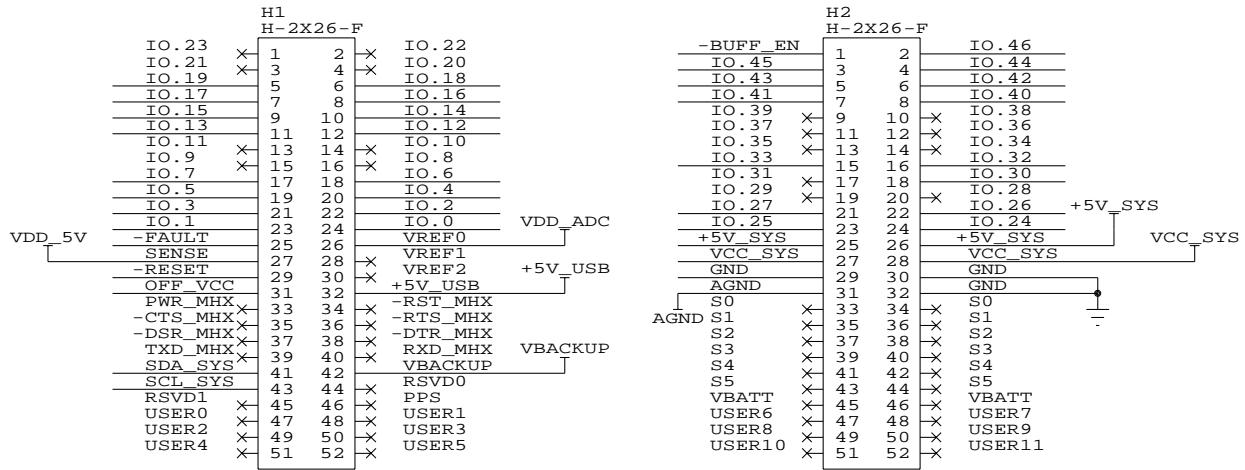 H1 H2
H-2X26-F H-2X26-F
IO.23 1 2 IO.22 -BUFF_EN 1 2 IO.46
IO.21 3 4 IO.20 IO.45 3 4 IO.44
IO.19 5 6 IO.18 IO.43 5 6 IO.42
IO.17 7 8 IO.16 IO.41 7 8 IO.40
IO.15 9 10 IO.14 IO.39 9 10 IO.38
IO.13 11 12 IO.12 IO.37 11 12 IO.36
IO.11 13 14 IO.10 IO.35 13 14 IO.34
IO.9 15 16 IO.8 IO.33 15 16 IO.32
IO.7 17 18 IO.6 IO.31 17 18 IO.30
IO.5 19 20 IO.4 IO.29 19 20 IO.28
IO.3 21 22 IO.2 IO.27 21 22 IO.26 +5V_SYS
IO.1 23 24 IO.0 VDD_ADC IO.25 23 24 IO.24
VDD_5V -FAULT 25 26 VREF0 +5V_SYS 25 26 +5V_SYS VCC_SYS
SENSE 27 28 VREF1 VCC_SYS 27 28 VCC_SYS
-RESET 29 30 VREF2 +5V_USB GND 29 30 GND
OFF_VCC 31 32 +5V_USB AGND 31 32 GND
PWR_MHX 33 34 -RST_MHX AGND S0 33 34 S0
-CTS_MHX 35 36 -RTS_MHX S1 35 36 S1
-DSR_MHX 37 38 -DTR_MHX S2 37 38 S2
TXD_MHX 39 40 RXD_MHX VBACKUP S3 39 40 S3
SDA_SYS 41 42 VBACKUP S4 41 42 S4
SCL_SYS 43 44 RSVD0 S5 43 44 S5
RSVD1 45 46 PPS VBATT 45 46 VBATT
USER0 47 48 USER1 USER6 47 48 USER7
USER2 49 50 USER3 USER8 49 50 USER9
USER4 51 52 USER5 USER10 51 52 USER11